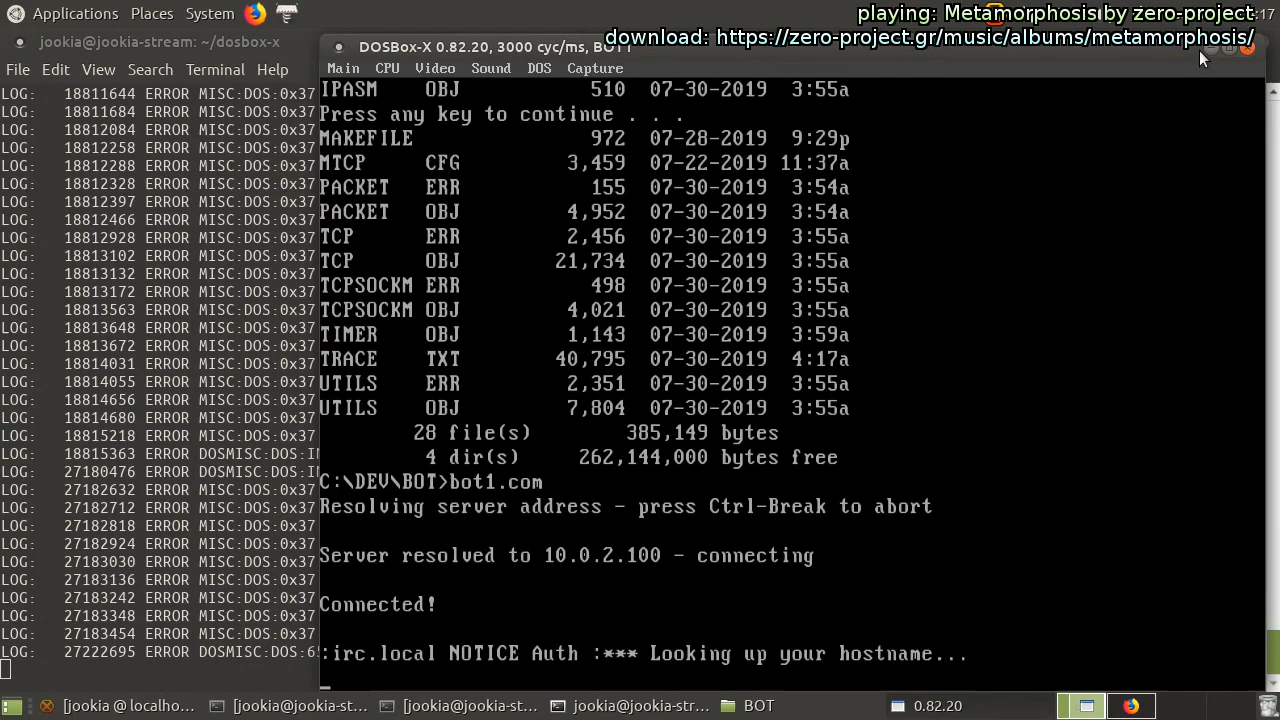 Applications Places System
:17
playing: Metamorphosis by zero-project
download: https://zero-project.gr/music/albums/metamorphosis/
jookia@jookia-stream: ~/dosbox-x
File Edit View Search Terminal Help
LOG: 18811644 ERROR MISC:DOS:0x37
LOG: 18811684 ERROR MISC:DOS:0x37
LOG: 18812084 ERROR MISC:DOS:0x37
LOG: 18812258 ERROR MISC:DOS:0x37
LOG: 18812288 ERROR MISC:DOS:0x37
LOG: 18812328 ERROR MISC:DOS:0x37
LOG: 18812397 ERROR MISC:DOS:0x37
LOG: 18812466 ERROR MISC:DOS:0x37
LOG: 18812928 ERROR MISC:DOS:0x37
LOG: 18813102 ERROR MISC:DOS:0x37
LOG: 18813132 ERROR MISC:DOS:0x37
LOG: 18813172 ERROR MISC:DOS:0x37
LOG: 18813563 ERROR MISC:DOS:0x37
LOG: 18813648 ERROR MISC:DOS:0x37
LOG: 18813672 ERROR MISC:DOS:0x37
LOG: 18814031 ERROR MISC:DOS:0x37
LOG: 18814055 ERROR MISC:DOS:0x37
LOG: 18814656 ERROR MISC:DOS:0x37
LOG: 18814680 ERROR MISC:DOS:0x37
LOG: 18815218 ERROR MISC:DOS:0x37
LOG: 18815363 ERROR DOSMISC:DOS:IN
LOG: 27180476 ERROR DOSMISC:DOS:IN
LOG: 27182632 ERROR MISC:DOS:0x37
LOG: 27182712 ERROR MISC:DOS:0x37
LOG: 27182818 ERROR MISC:DOS:0x37
LOG: 27182924 ERROR MISC:DOS:0x37
LOG: 27183030 ERROR MISC:DOS:0x37
LOG: 27183136 ERROR MISC:DOS:0x37
LOG: 27183242 ERROR MISC:DOS:0x37
LOG: 27183348 ERROR MISC:DOS:0x37
LOG: 27183454 ERROR MISC:DOS:0x37
LOG: 27222695 ERROR DOSMISC:DOS:6
DOSBox-X 0.82.20, 3000 cyc/ms, BOT1
Main CPU Video Sound DOS Capture
IPASM OBJ 510 07-30-2019 3:55a
Press any key to continue . . .
MAKEFILE 972 07-28-2019 9:29p
MTCP CFG 3,459 07-22-2019 11:37a
PACKET ERR 155 07-30-2019 3:54a
PACKET OBJ 4,952 07-30-2019 3:54a
TCP ERR 2,456 07-30-2019 3:55a
TCP OBJ 21,734 07-30-2019 3:55a
TCPSOCKM ERR 498 07-30-2019 3:55a
TCPSOCKM OBJ 4,021 07-30-2019 3:55a
TIMER OBJ 1,143 07-30-2019 3:59a
TRACE TXT 40,795 07-30-2019 4:17a
UTILS ERR 2,351 07-30-2019 3:55a
UTILS OBJ 7,804 07-30-2019 3:55a
28 file(s) 385,149 bytes
4 dir(s) 262,144,000 bytes free
C:\DEV\BOT>bot1.com
Resolving server address - press Ctrl-Break to abort
Server resolved to 10.0.2.100 - connecting
Connected!
:irc.local NOTICE Auth :*** Looking up your hostname...
[jookia @ localho... [jookia@jookia-st... [jookia@jookia-st... jookia@jookia-st... BOT 0.82.20